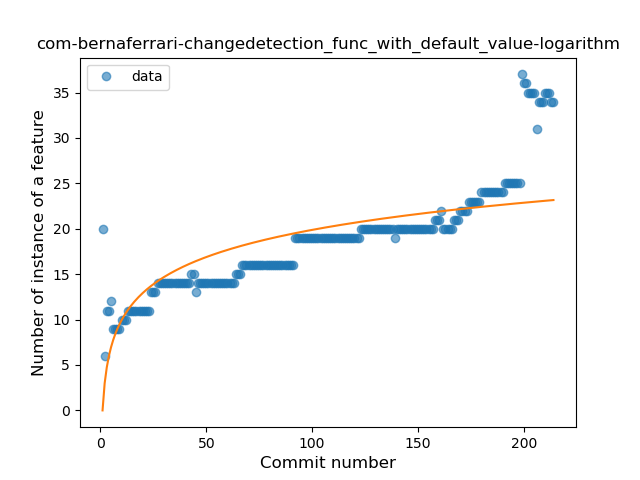 com-bernaferrari-changedetection_func_with_default_value-logarithm
data
Number of instance of a feature
35
30
25
20
15
10
5
0
0 50 100 150 200
Commit number